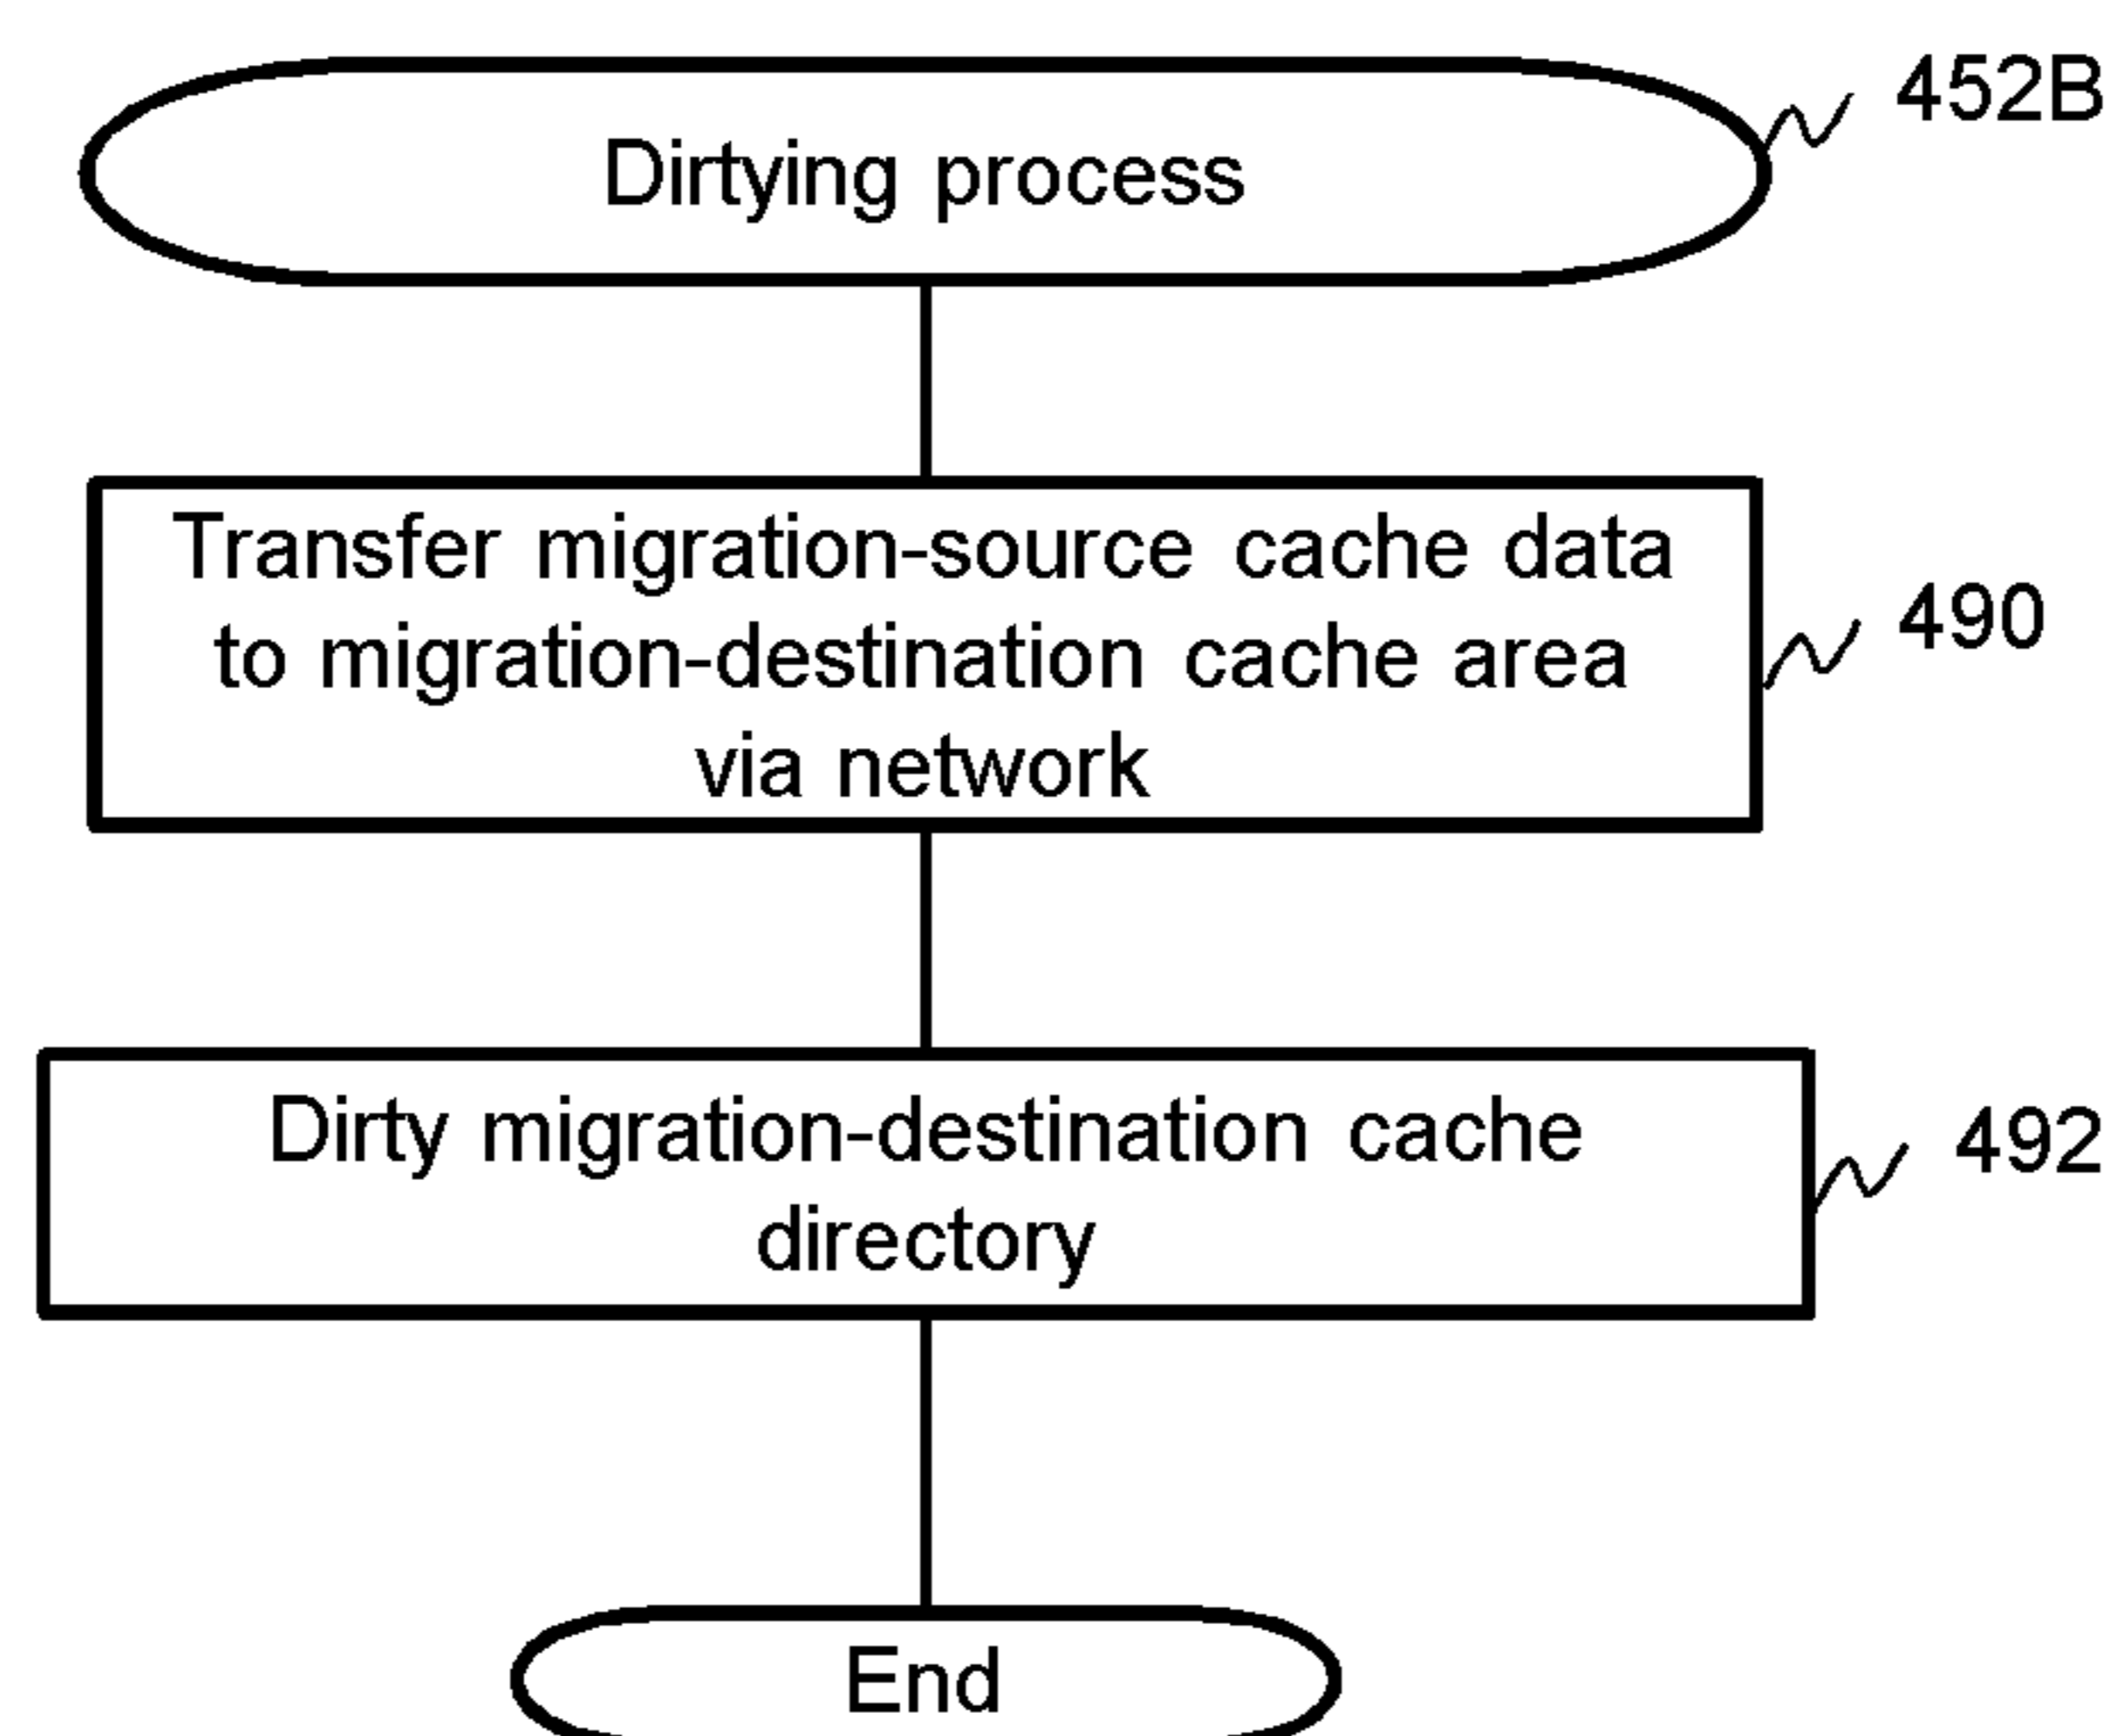 452B
Dirtying process
Transfer migration-source cache data
to migration-destination cache area
via network
490
Dirty migration-destination cache
directory
492
End